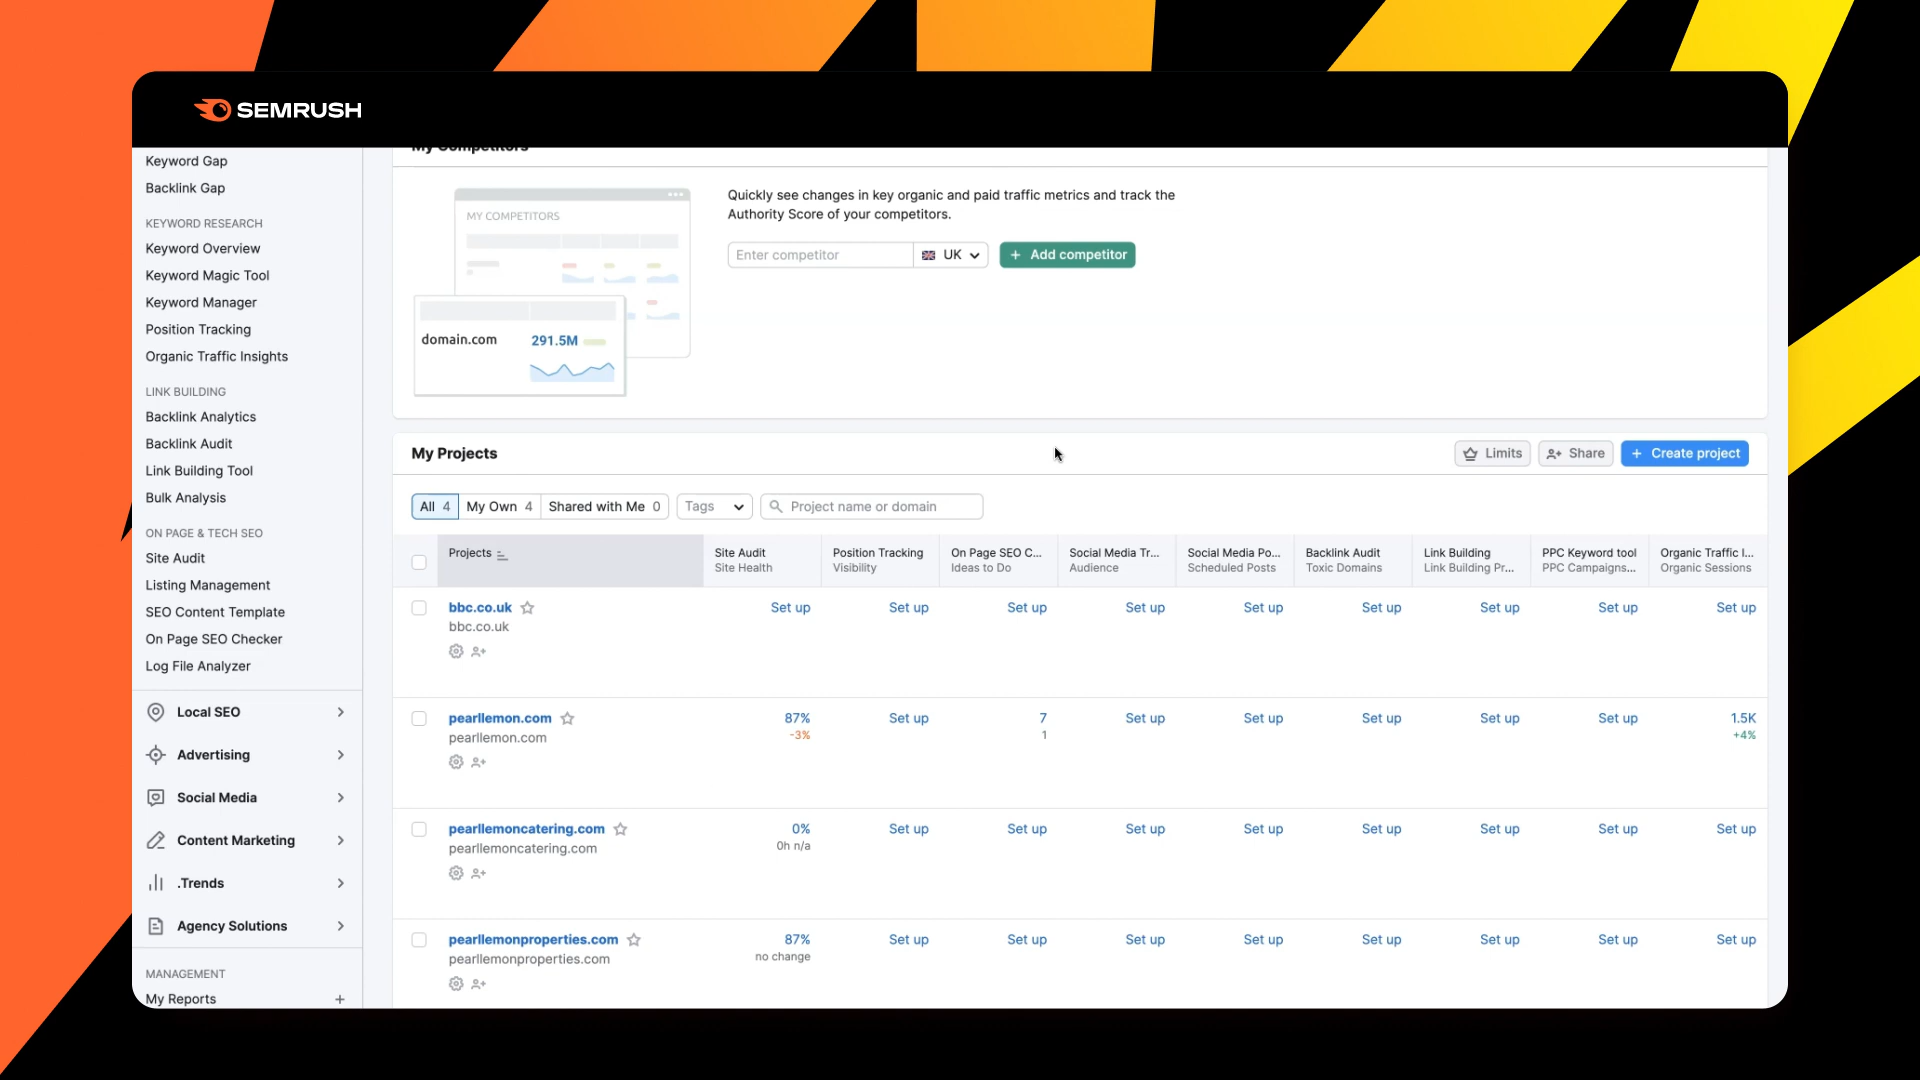 SEMRUSH
Keyword Gap
Backlink Gap
KEYWORD RESEARCH
Keyword Overview
Keyword Magic Tool
Keyword Manager
Position Tracking
Organic Traffic Insights
LINK BUILDING
Backlink Analytics
Backlink Audit
Link Building Tool
Bulk Analysis
ON PAGE & TECH SEO
Site Audit
Listing Management
SEO Content Template
On Page SEO Checker
Log File Analyzer
Local SEO
Advertising
Social Media
Content Marketing
.Trends
Agency Solutions
MANAGEMENT
My Reports +
My Competitors
MY COMPETITORS
domain.com 291.5M
Quickly see changes in key organic and paid traffic metrics and track the
Authority Score of your competitors.
Enter competitor UK + Add competitor
My Projects Limits Share + Create project
All 4 My Own 4 Shared with Me 0 Tags Project name or domain
Projects Site Audit Position Tracking On Page SEO C... Social Media Tr... Social Media Po... Backlink Audit Link Building PPC Keyword tool Organic Traffic I...
Site Health Visibility Ideas to Do Audience Scheduled Posts Toxic Domains Link Building Pr... PPC Campaigns... Organic Sessions
bbc.co.uk Set up Set up Set up Set up Set up Set up Set up Set up Set up
bbc.co.uk
pearllemon.com 87% Set up 7 Set up Set up Set up Set up Set up 1.5K
pearllemon.com -3% 1 +4%
pearllemoncatering.com 0% Set up Set up Set up Set up Set up Set up Set up Set up
pearllemoncatering.com 0h n/a
pearllemonproperties.com 87% Set up Set up Set up Set up Set up Set up Set up Set up
pearllemonproperties.com no change